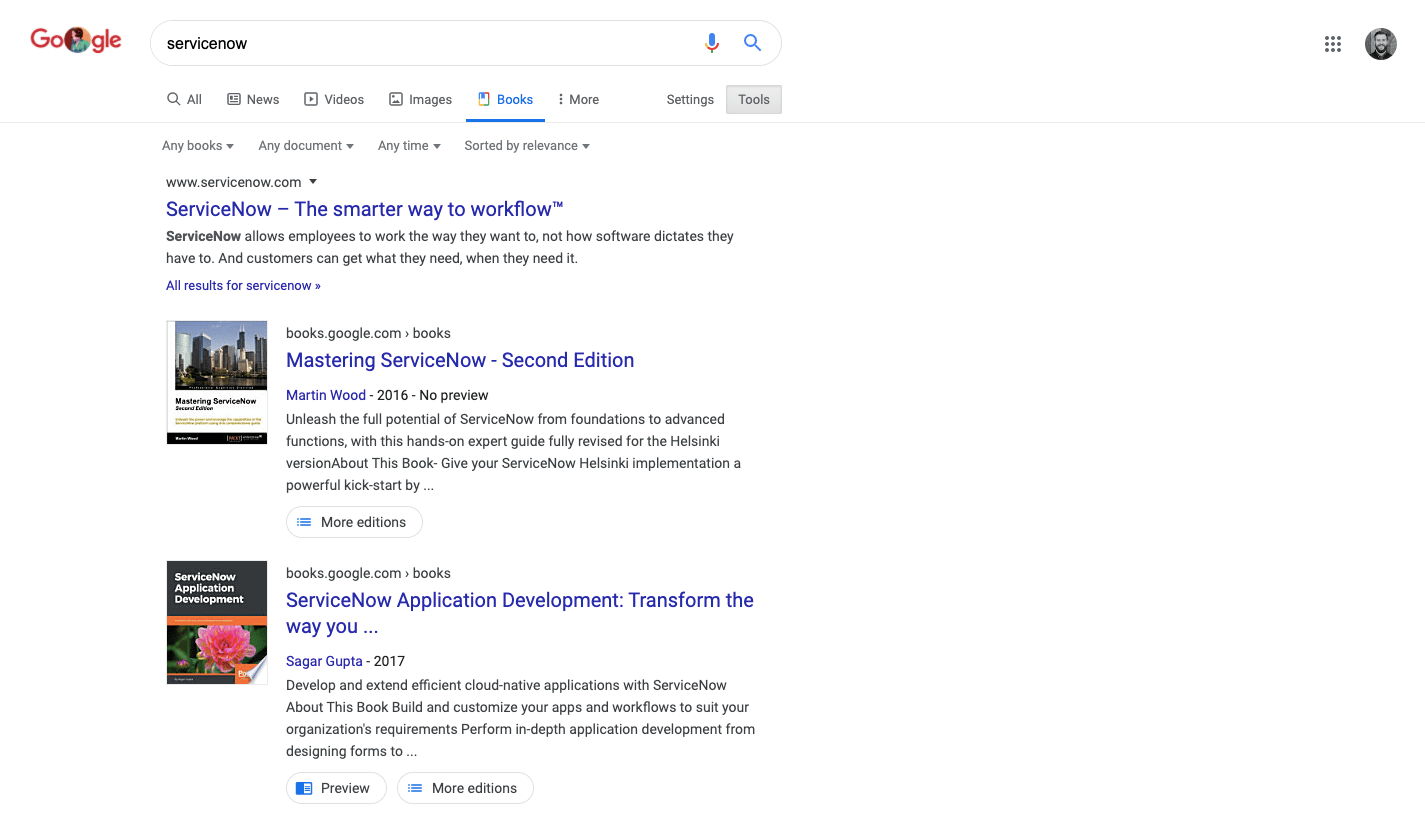 Google
servicenow
All
News
Videos
Images
Books
More
Settings
Tools
Any books
Any document
Any time
Sorted by relevance
www.servicenow.com
ServiceNow – The smarter way to workflow™
ServiceNow allows employees to work the way they want to, not how software dictates they
have to. And customers can get what they need, when they need it.
All results for servicenow »
Mastering ServiceNow
Second Edition
Martin Wood
books.google.com › books
Mastering ServiceNow - Second Edition
Martin Wood - 2016 - No preview
Unleash the full potential of ServiceNow from foundations to advanced
functions, with this hands-on expert guide fully revised for the Helsinki
versionAbout This Book- Give your ServiceNow Helsinki implementation a
powerful kick-start by ...
More editions
ServiceNow
Application
Development
books.google.com › books
ServiceNow Application Development: Transform the
way you ...
Sagar Gupta - 2017
Develop and extend efficient cloud-native applications with ServiceNow
About This Book Build and customize your apps and workflows to suit your
organization's requirements Perform in-depth application development from
designing forms to ...
Preview
More editions